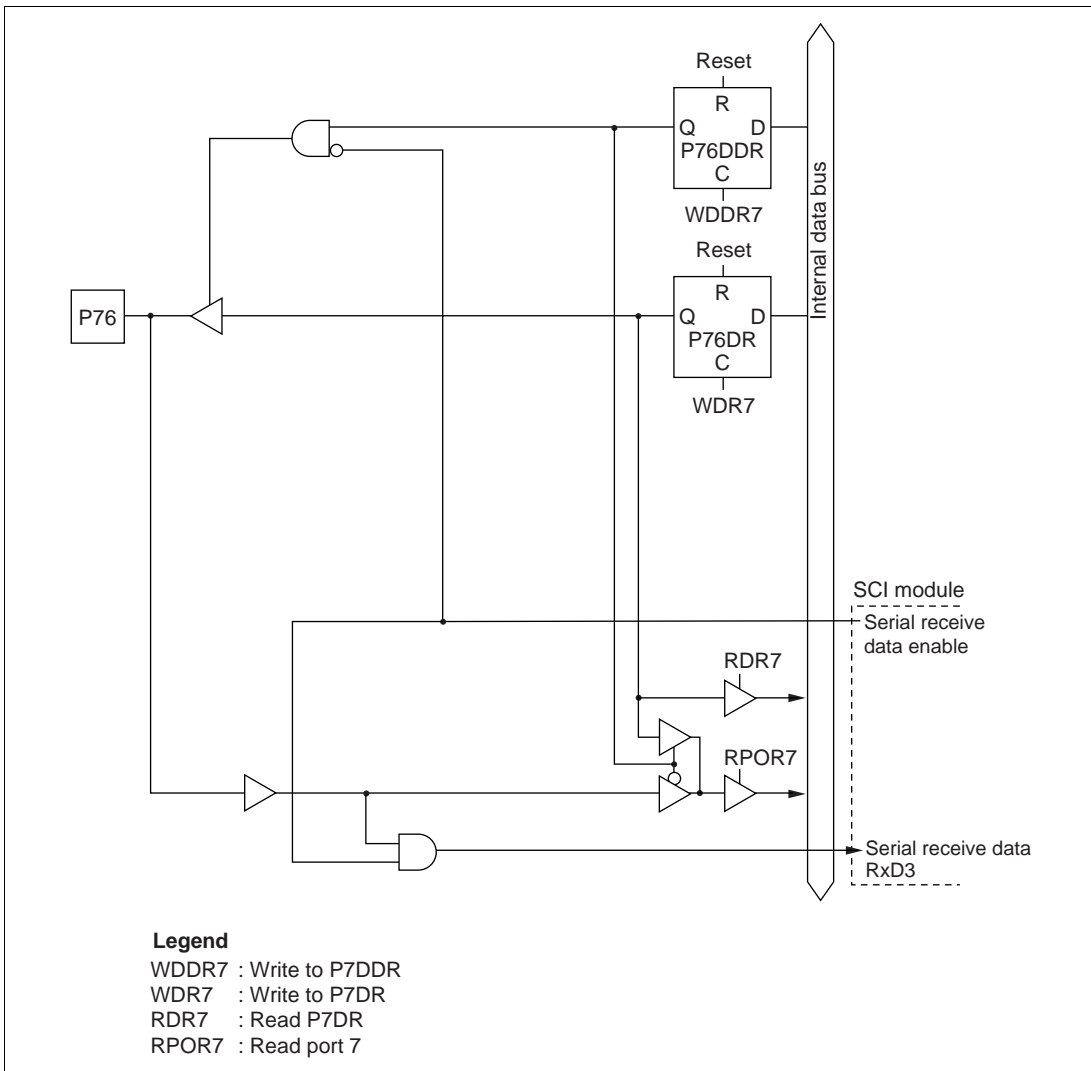 Reset
R
Q D
P76DDR
C
WDDR7
Reset
R
Q D
P76DR
C
WDR7
P76
Internal data bus
SCI module
Serial receive
data enable
RDR7
RPOR7
Serial receive data
RxD3
Legend
WDDR7 : Write to P7DDR
WDR7 : Write to P7DR
RDR7 : Read P7DR
RPOR7 : Read port 7